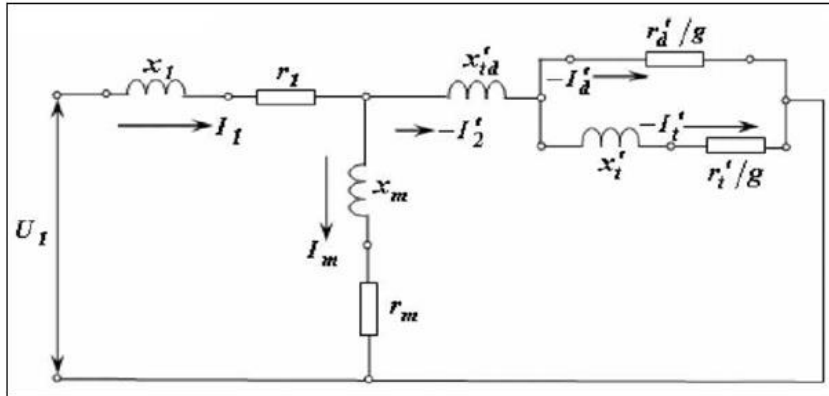 x₁
r₁
x'td
r'd/g
-I'd
I₁
-I'₂
-I't
x't
r't/g
xm
U₁
Im
rm